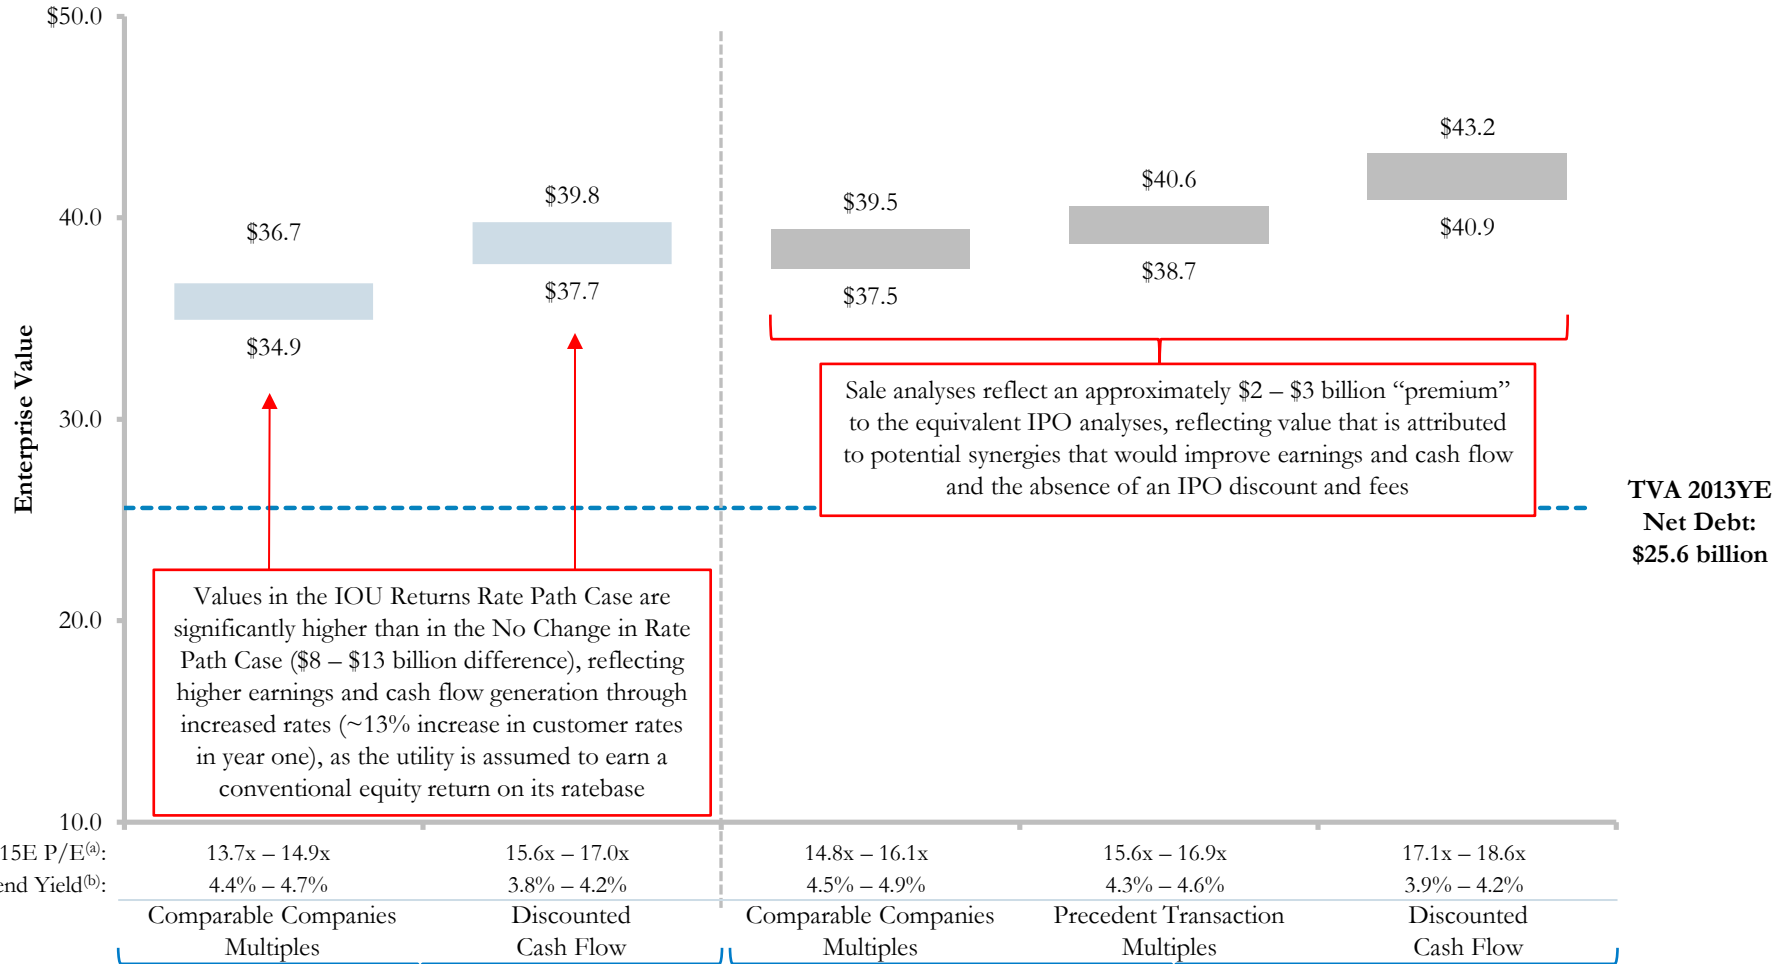 $50.0
$43.2
$40.6
$39.8
$39.5
40.0
$36.7
$40.9
$38.7
$37.7
$37.5
$34.9
Enterprise Value
30.0
Sale analyses reflect an approximately $2 – $3 billion “premium”
to the equivalent IPO analyses, reflecting value that is attributed
to potential synergies that would improve earnings and cash flow
and the absence of an IPO discount and fees
TVA 2013YE
Net Debt:
$25.6 billion
Values in the IOU Returns Rate Path Case are
significantly higher than in the No Change in Rate
Path Case ($8 – $13 billion difference), reflecting
higher earnings and cash flow generation through
increased rates (~13% increase in customer rates
in year one), as the utility is assumed to earn a
conventional equity return on its ratebase
20.0
10.0
15E P/E(a): 13.7x – 14.9x 15.6x – 17.0x 14.8x – 16.1x 15.6x – 16.9x 17.1x – 18.6x
end Yield(b): 4.4% – 4.7% 3.8% – 4.2% 4.5% – 4.9% 4.3% – 4.6% 3.9% – 4.2%
Comparable Companies Discounted Comparable Companies Precedent Transaction Discounted
Multiples Cash Flow Multiples Multiples Cash Flow